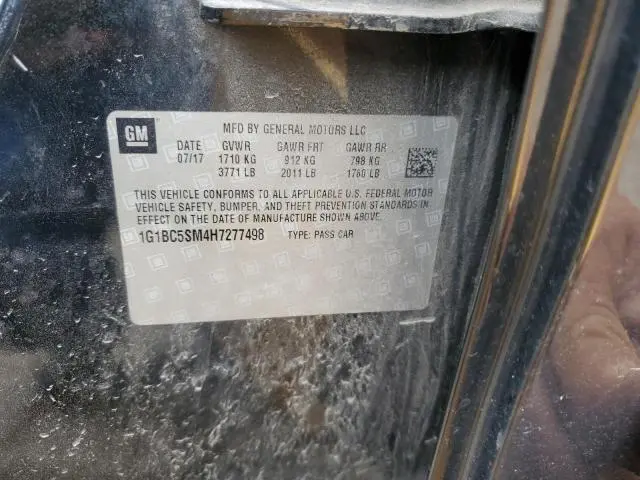 GM
MFD BY GENERAL MOTORS LLC
DATE GVWR GAWR FRT GAWR RR
07/17 1710 KG 912 KG 798 KG
3771 LB 2011 LB 1760 LB
THIS VEHICLE CONFORMS TO ALL APPLICABLE U.S. FEDERAL MOTOR
VEHICLE SAFETY, BUMPER, AND THEFT PREVENTION STANDARDS IN
EFFECT ON THE DATE OF MANUFACTURE SHOWN ABOVE.
1G1BC5SM4H7277498 TYPE: PASS CAR